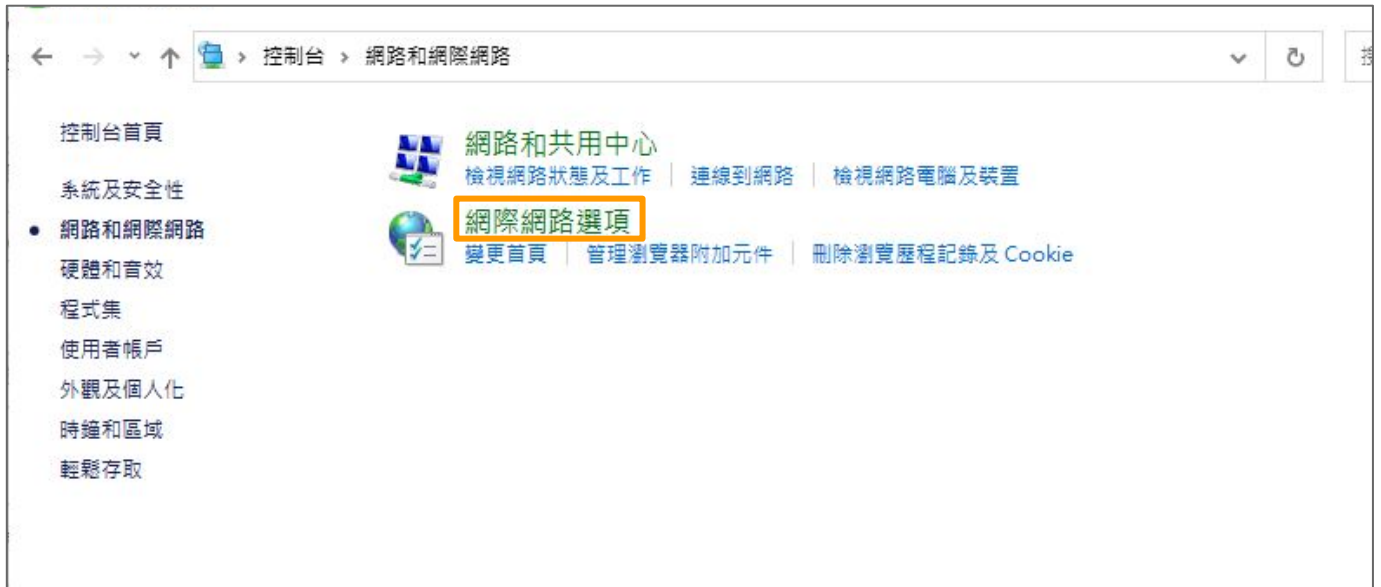 控制台 › 網路和網際網路
控制台首頁
系統及安全性
網路和網際網路
硬體和音效
程式集
使用者帳戶
外觀及個人化
時鐘和區域
輕鬆存取
網路和共用中心
檢視網路狀態及工作 | 連線到網路 | 檢視網路電腦及裝置
網際網路選項
變更首頁 | 管理瀏覽器附加元件 | 刪除瀏覽歷程記錄及 Cookie